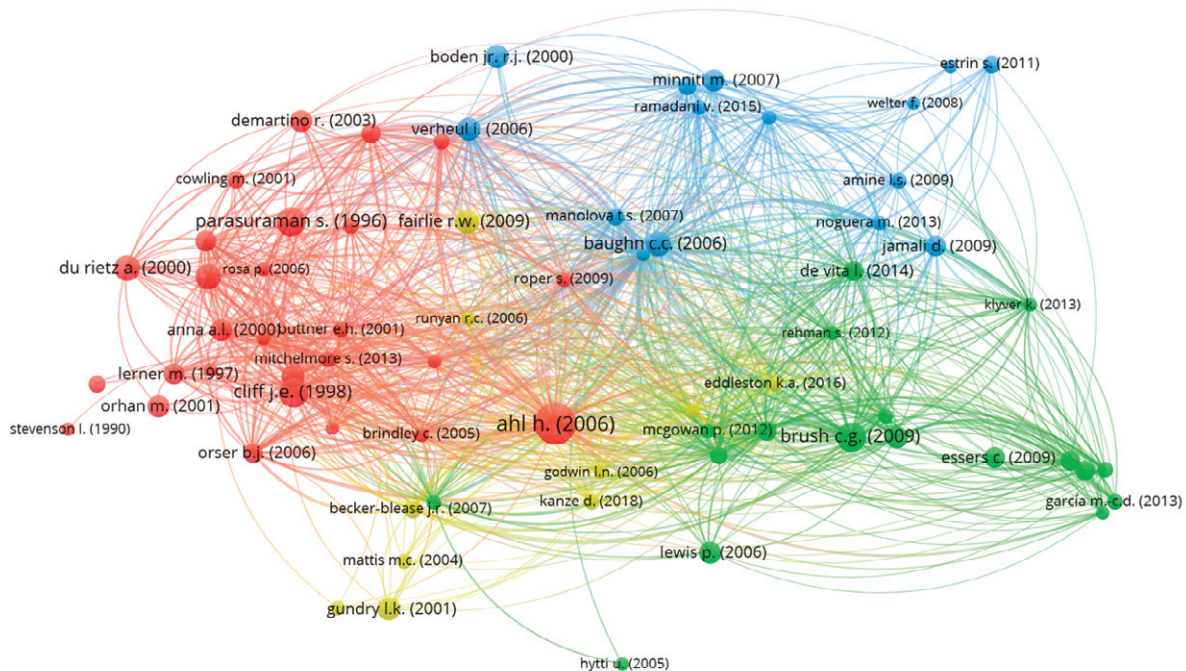 boden jr. r.j. (2000)
estrin s. (2011)
minniti m. (2007)
welter f. (2008)
ramadani v. (2015)
demartino r. (2003)
verheul i. (2006)
cowling m. (2001)
amine l.s. (2009)
parasuraman s. (1996)
fairlie r.w. (2009)
manolova t.s. (2007)
noguera m. (2013)
baughn c.c. (2006)
jamali d. (2009)
du rietz a. (2000)
rosa p. (2006)
roper s. (2009)
de vita l. (2014)
klyver k. (2013)
runyan r.c. (2006)
anna a.l. (2000)
buttner e.h. (2001)
rehman s. (2012)
mitchelmore s. (2013)
lerner m. (1997)
eddleston k.a. (2016)
cliff j.e. (1998)
orhan m. (2001)
ahl h. (2006)
stevenson l. (1990)
brindley c. (2005)
mcgowan p. (2012)
brush c.g. (2009)
orser b.j. (2006)
essers c. (2009)
godwin l.n. (2006)
kanze d. (2018)
garcía m.-c.d. (2013)
becker-blease j.r. (2007)
lewis p. (2006)
mattis m.c. (2004)
gundry l.k. (2001)
hytti u. (2005)